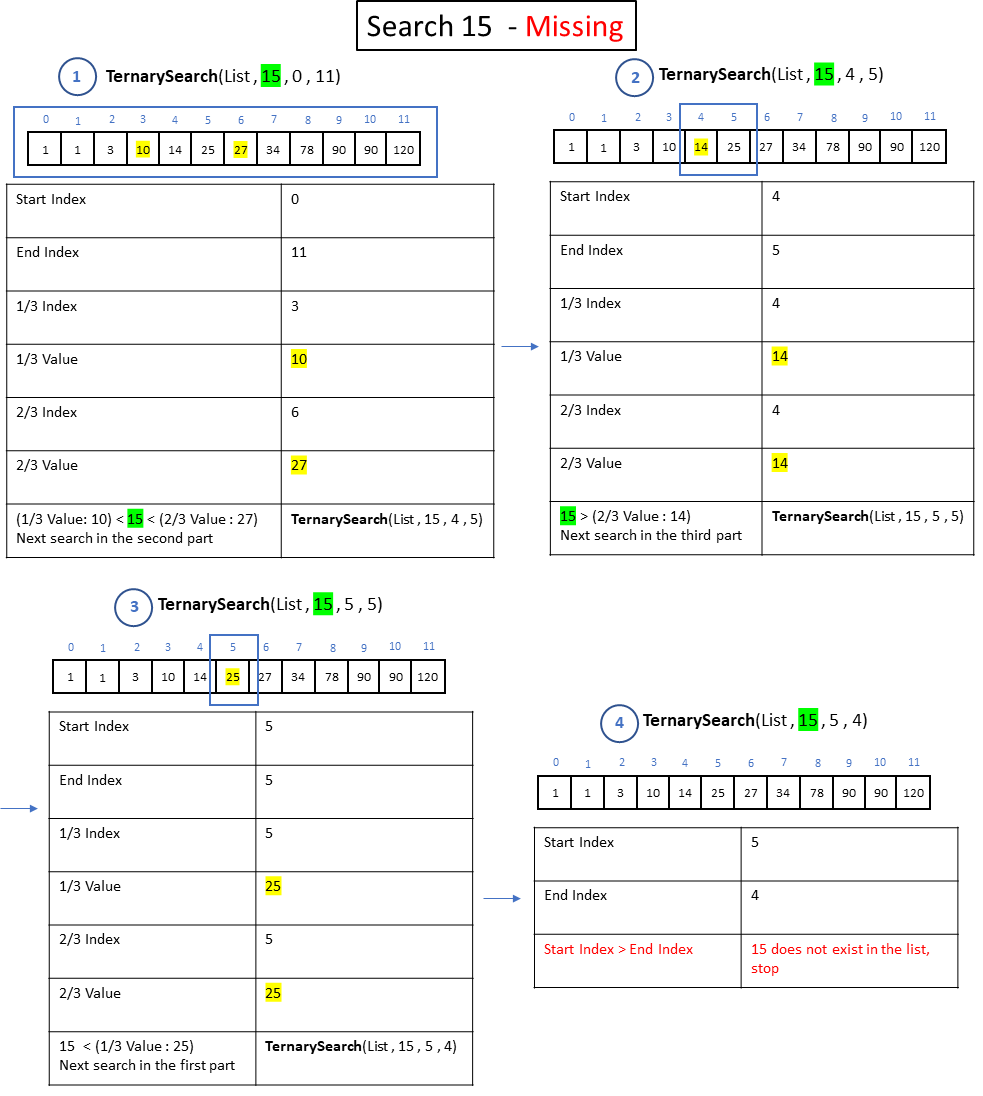 Search 15 - Missing
1 TernarySearch(List , 15 , 0 , 11)
0 1 2 3 4 5 6 7 8 9 10 11
1 1 3 10 14 25 27 34 78 90 90 120
Start Index 0
End Index 11
1/3 Index 3
1/3 Value 10
2/3 Index 6
2/3 Value 27
(1/3 Value: 10) < 15 < (2/3 Value : 27) TernarySearch(List , 15 , 4 , 5)
Next search in the second part
2 TernarySearch(List , 15 , 4 , 5)
0 1 2 3 4 5 6 7 8 9 10 11
1 1 3 10 14 25 27 34 78 90 90 120
Start Index 4
End Index 5
1/3 Index 4
1/3 Value 14
2/3 Index 4
2/3 Value 14
15 > (2/3 Value : 14) TernarySearch(List , 15 , 5 , 5)
Next search in the third part
3 TernarySearch(List , 15 , 5 , 5)
0 1 2 3 4 5 6 7 8 9 10 11
1 1 3 10 14 25 27 34 78 90 90 120
Start Index 5
End Index 5
1/3 Index 5
1/3 Value 25
2/3 Index 5
2/3 Value 25
15 < (1/3 Value : 25) TernarySearch(List , 15 , 5 , 4)
Next search in the first part
4 TernarySearch(List , 15 , 5 , 4)
0 1 2 3 4 5 6 7 8 9 10 11
1 1 3 10 14 25 27 34 78 90 90 120
Start Index 5
End Index 4
Start Index > End Index 15 does not exist in the list,
stop